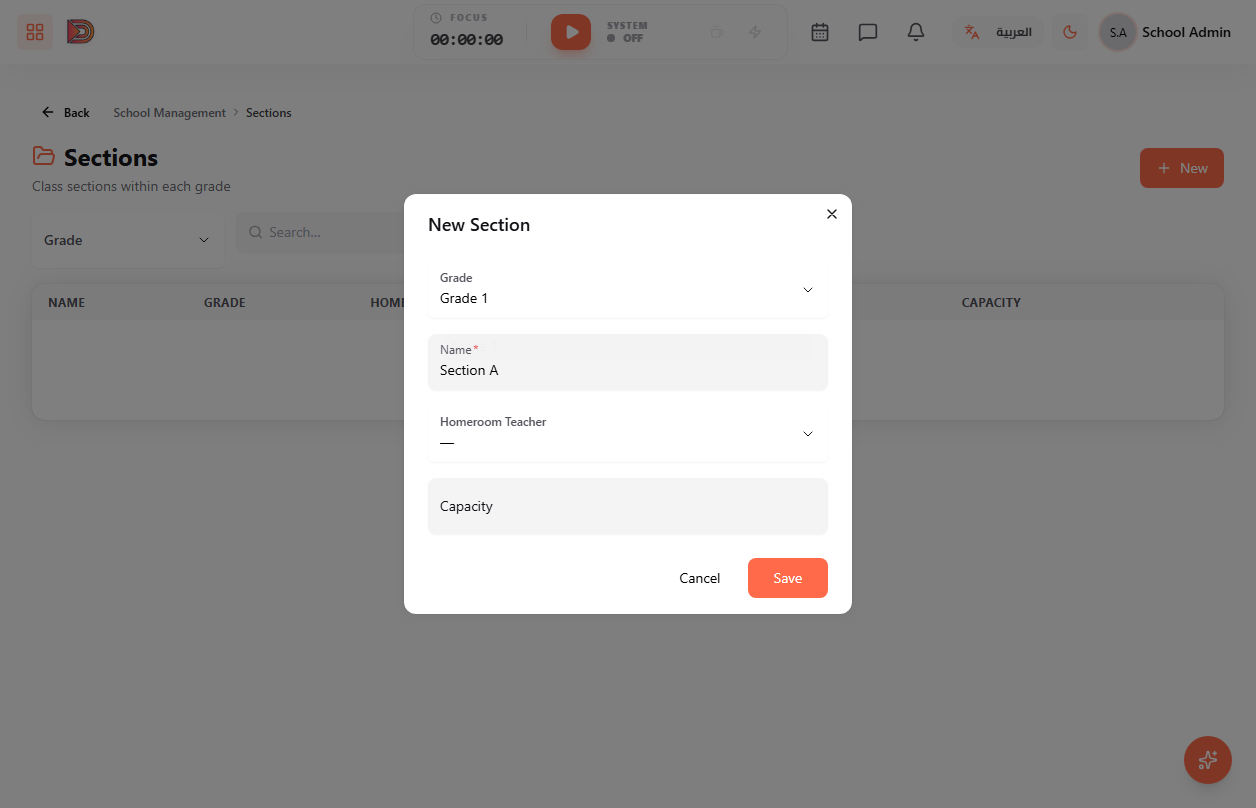 FOCUS
00:00:00
SYSTEM
OFF
العربية
S.A
School Admin
Back
School Management
Sections
Sections
Class sections within each grade
New
Grade
Search...
NAME
GRADE
CAPACITY
New Section
Grade
Grade 1
Name*
Section A
Homeroom Teacher
—
Capacity
Cancel
Save